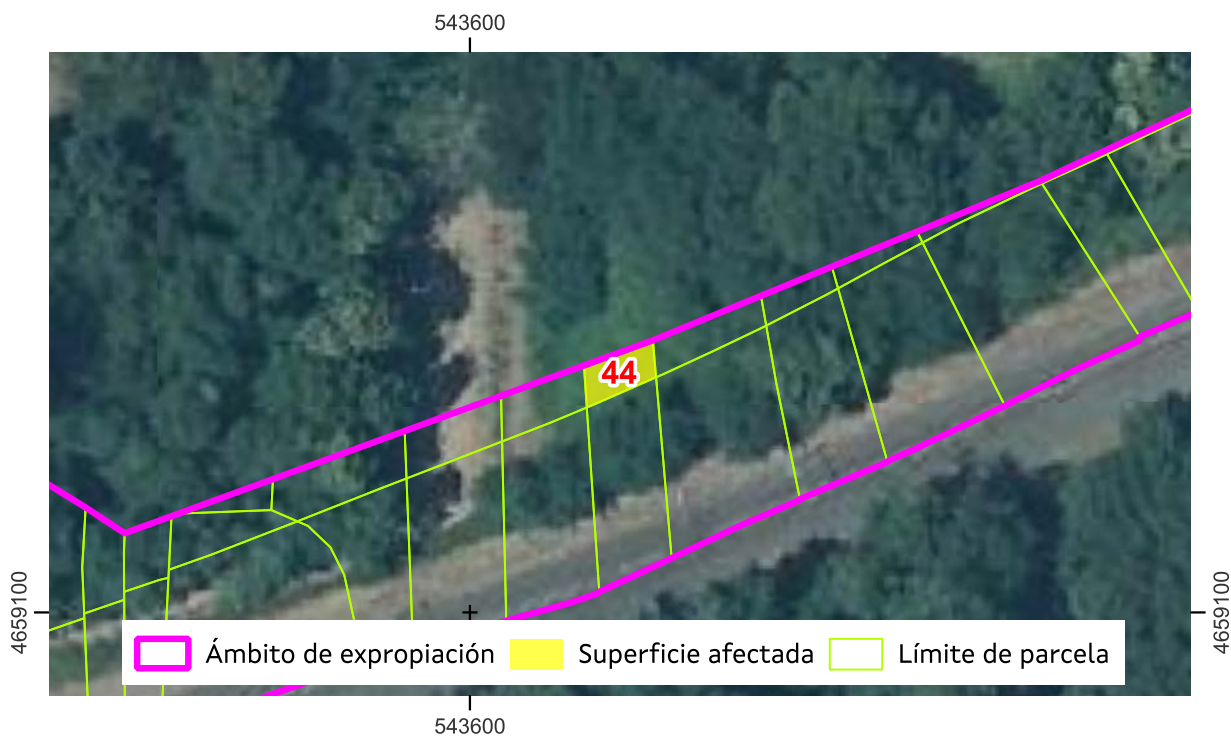 543600
44
4659100
4659100
Ámbito de expropiación
Superficie afectada
Límite de parcela
543600